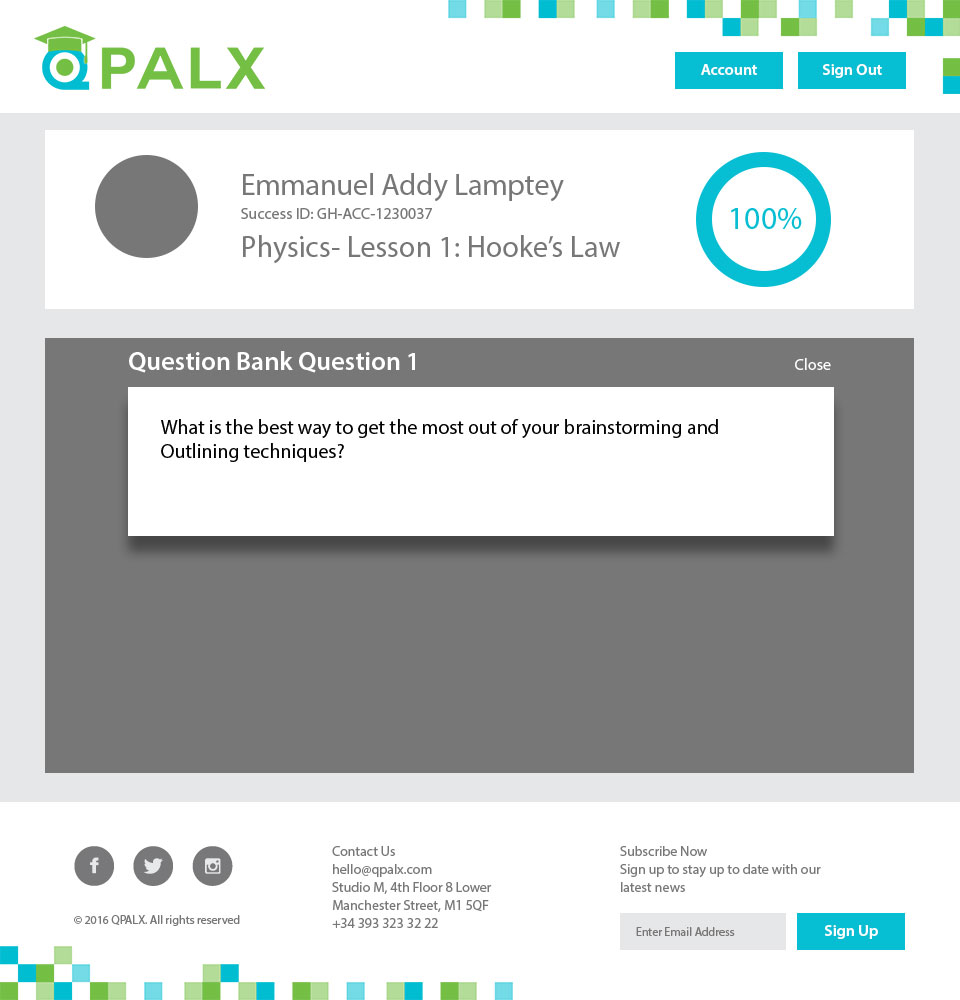 QPALX
Account
Sign Out
Emmanuel Addy Lamptey
Success ID: GH-ACC-1230037
Physics- Lesson 1: Hooke’s Law
100%
Question Bank Question 1
Close
What is the best way to get the most out of your brainstorming and
Outlining techniques?
© 2016 QPALX. All rights reserved
Contact Us
hello@qpalx.com
Studio M, 4th Floor 8 Lower
Manchester Street, M1 5QF
+34 393 323 32 22
Subscribe Now
Sign up to stay up to date with our
latest news
Enter Email Address
Sign Up